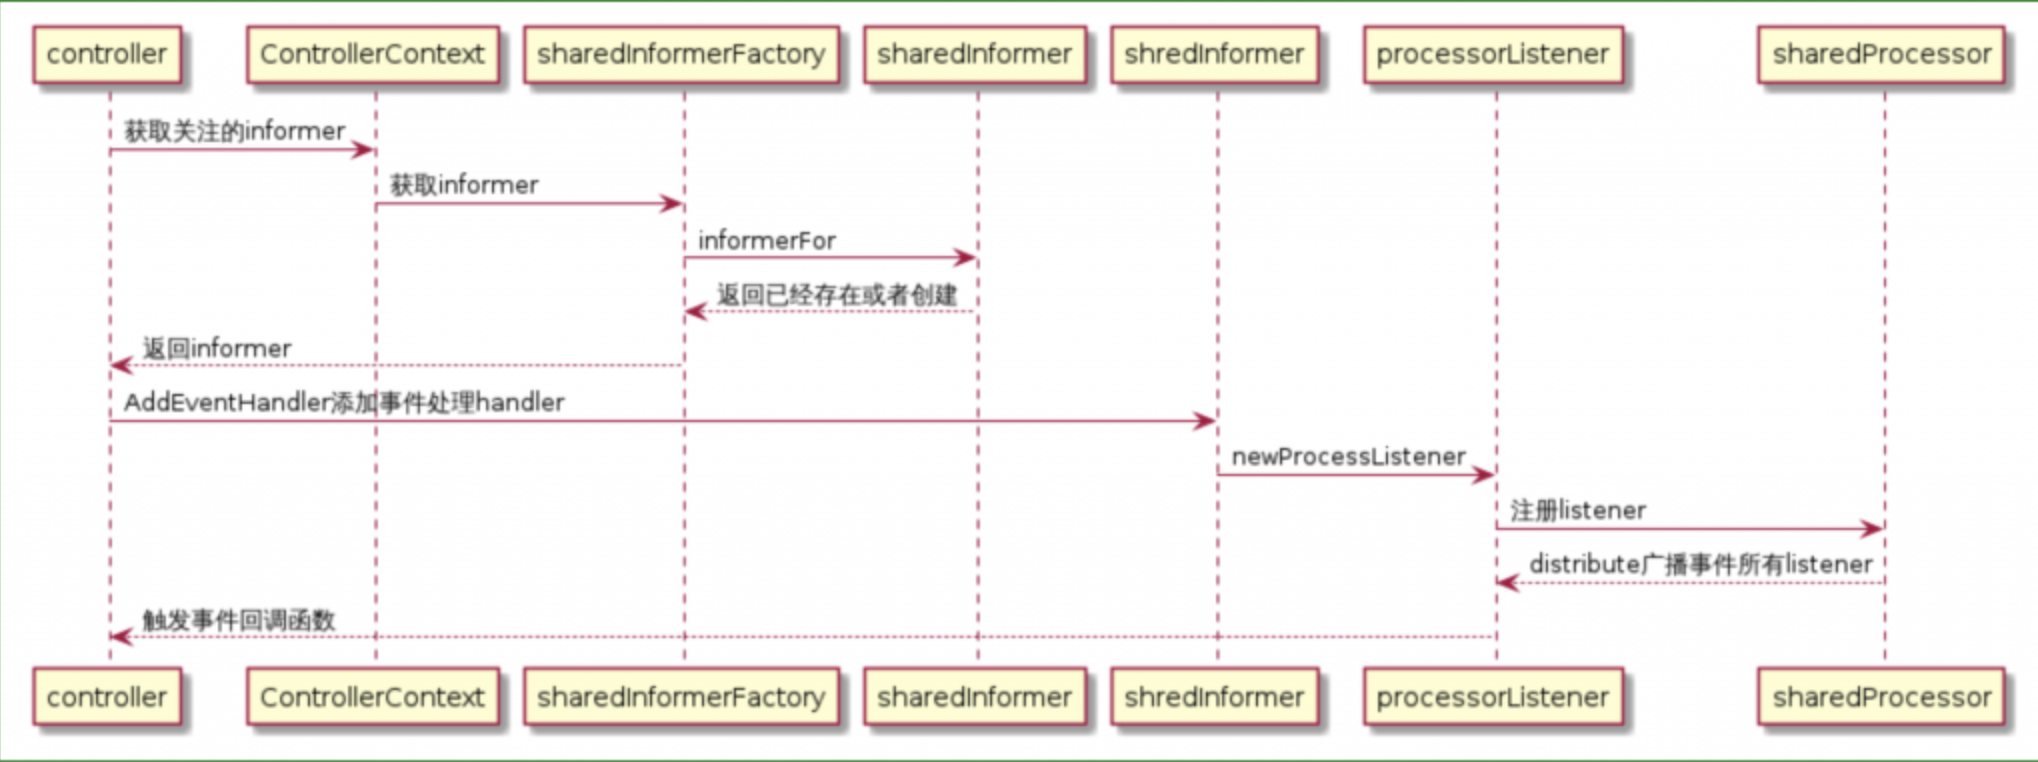 controller
ControllerContext
sharedInformerFactory
sharedInformer
shredInformer
processorListener
sharedProcessor
获取关注的informer
获取informer
informerFor
返回已经存在或者创建
返回informer
AddEventHandler添加事件处理handler
newProcessListener
注册listener
distribute广播事件所有listener
触发事件回调函数
controller
ControllerContext
sharedInformerFactory
sharedInformer
shredInformer
processorListener
sharedProcessor